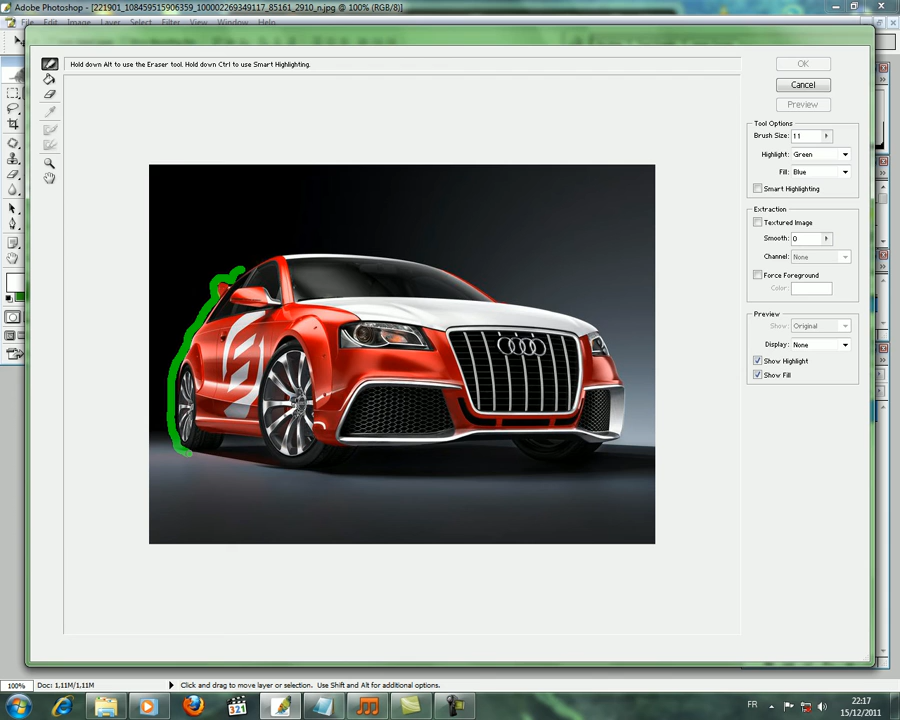 Adobe Photoshop - [221901_108459515906359_100002269349117_85161_2910_n.jpg @ 100% (RGB/8)]
File Edit Image Layer Select Filter View Window Help
Hold down Alt to use the Eraser tool. Hold down Ctrl to use Smart Highlighting.
OK
Cancel
Preview
Tool Options
Brush Size: 11
Highlight: Green
Fill: Blue
Smart Highlighting
Extraction
Textured Image
Smooth: 0
Channel: None
Force Foreground
Color:
Preview
Show: Original
Display: None
Show Highlight
Show Fill
100% Doc: 1,11M/1,11M Click and drag to move layer or selection. Use Shift and Alt for additional options.
321
FR
22:17
15/12/2011